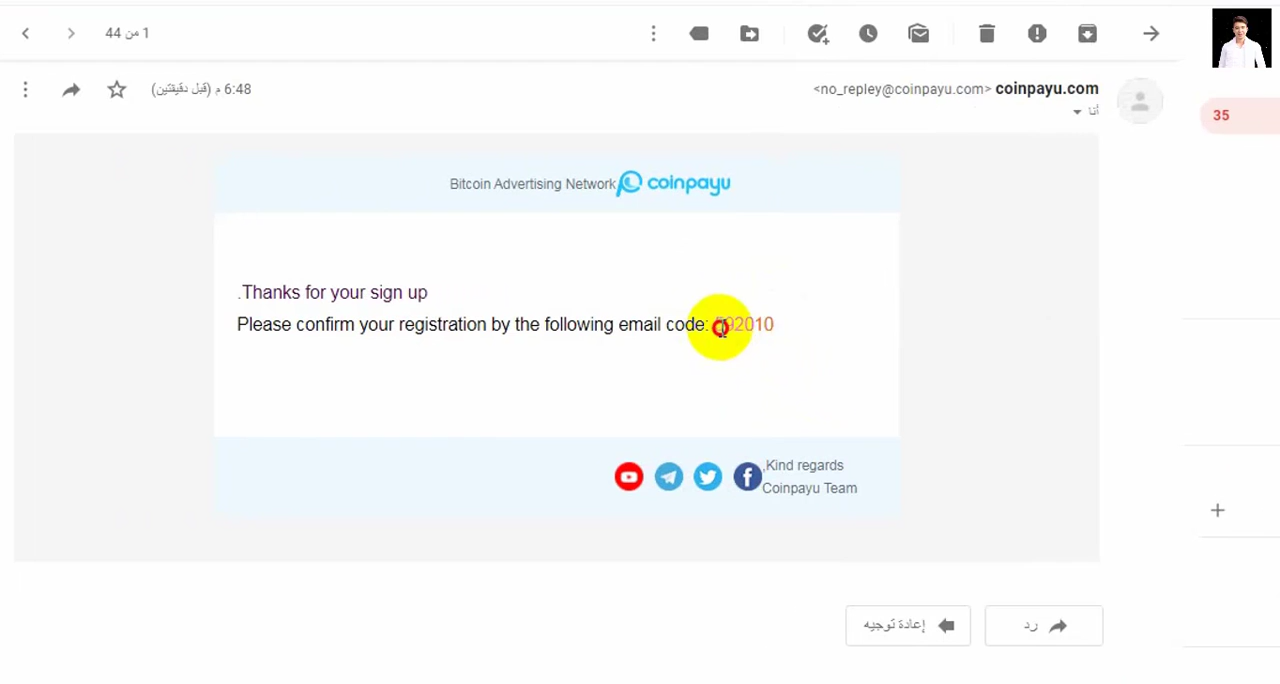 1 من 44
6:48 م (قبل دقيقتين)
coinpayu.com <no_repley@coinpayu.com>
أنا
35
Bitcoin Advertising Network coinpayu
.Thanks for your sign up
Please confirm your registration by the following email code: 592010
,Kind regards
Coinpayu Team
رد
إعادة توجيه